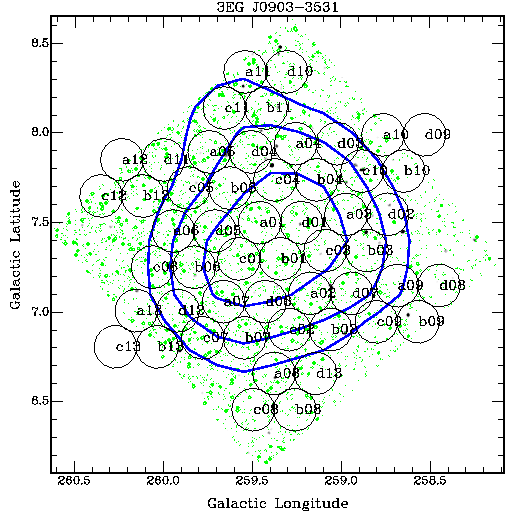 3EG J0903-3531
8.5
a11 d10
c11 b11
8.0
a04 d03 a10 d09
a12 d11 a05 d04
c10 b10
c04 b04
c12 b12 c05 b05
a03 d02
7.5
a01 d01
d06 d05
c03 b03
c01 b01
c06 b06
a09 d08
a02 d07
7.0
a07 d08
a13 d12
c09 b09
c07 b07
c13 b13
a08 d13
6.5
c08 b08
260.5 260.0 259.5 259.0 258.5
Galactic Latitude
Galactic Longitude